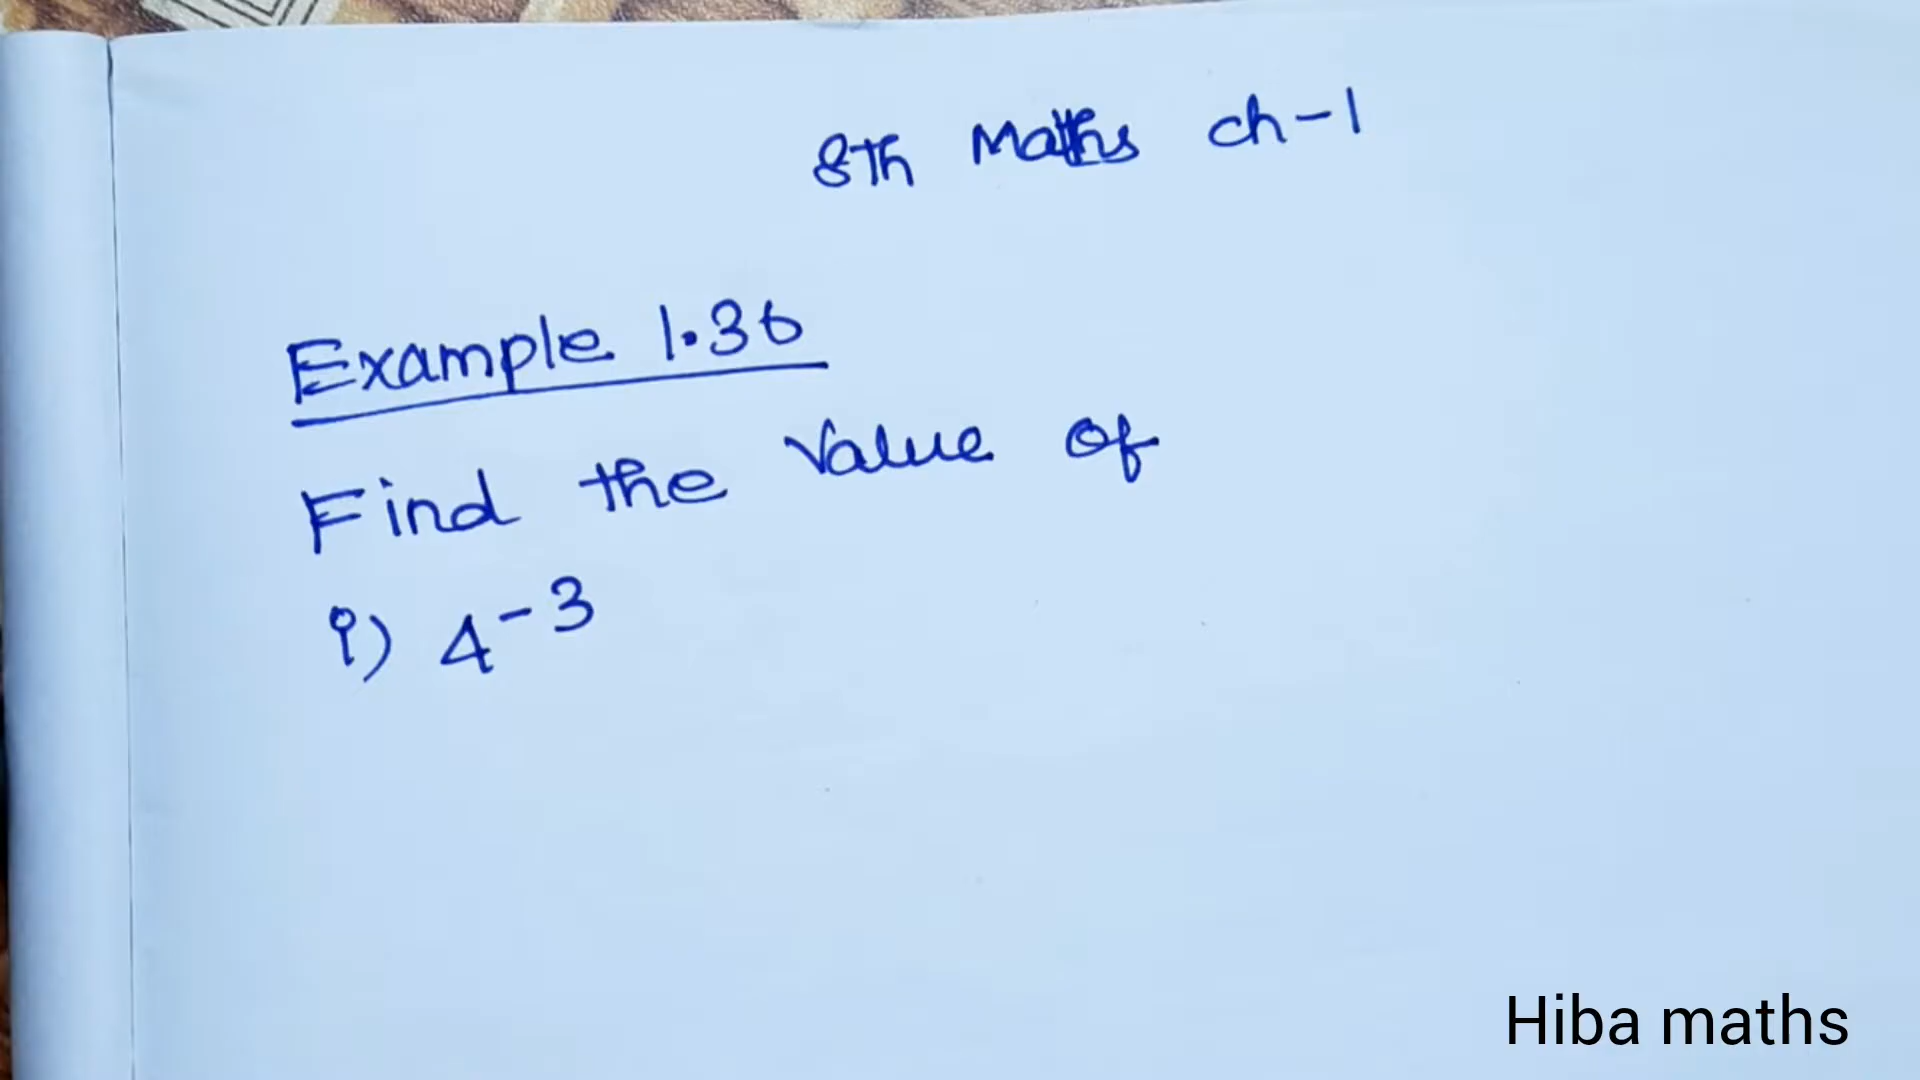 8Th Maths ch-1
Example 1.36
Find the Value of
i) 4⁻³
Hiba maths